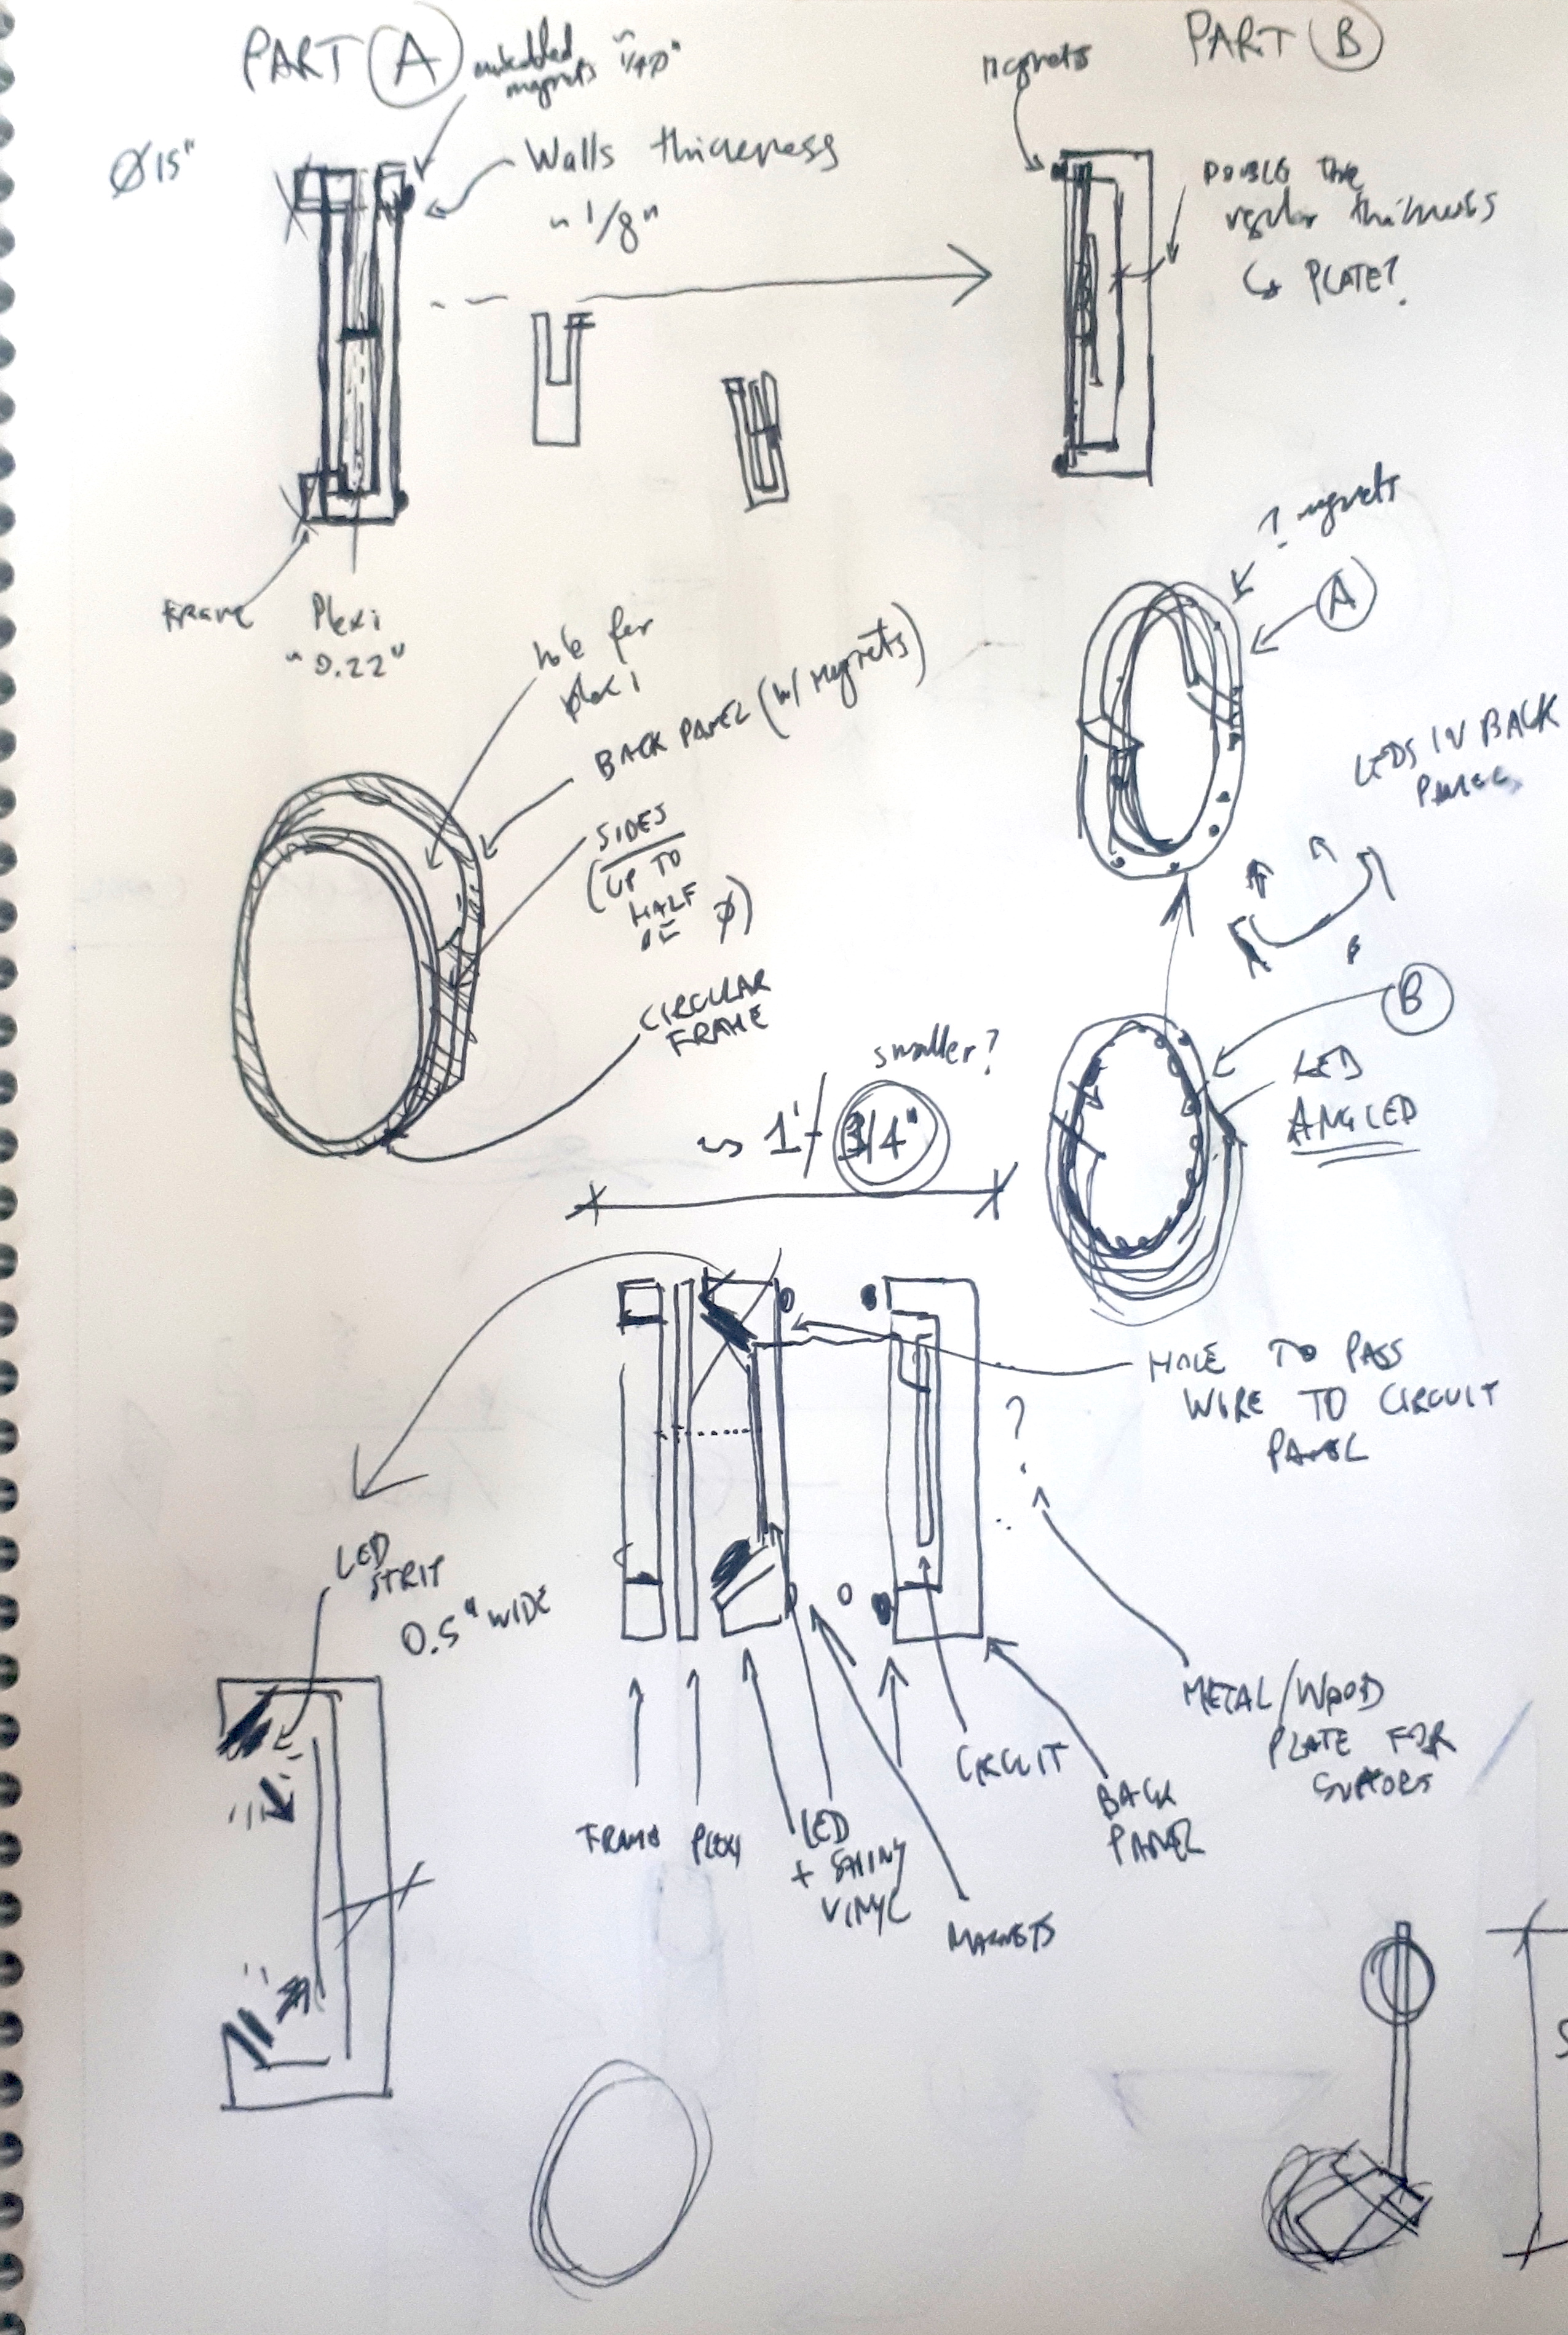 PART A
embedded
magnets ~ 1/4 Ø"
magnets
PART B
Ø 15"
Walls thickness
~ 1/8"
DOUBLE the
regular thickness
↳ PLATE?
Frame
Plexi
~ 0.22"
hole for
plexi
BACK PANEL (w/ Magnets)
SIDES
(UP TO
HALF
OF Ø)
CIRCULAR
FRAME
? magnets
A
LEDS IN BACK
B
LED
ANGLED
smaller?
~ 1 - 3/4"
HOLE TO PASS
WIRE TO CIRCUIT
PANEL
?
LED
STRIP
0.5" WIDE
METAL/WOOD
PLATE FOR
SUPPORT
FRAME
PLEXI
LED
+ SHINY
VINYL
MAGNETS
CIRCUIT
BACK
PANEL